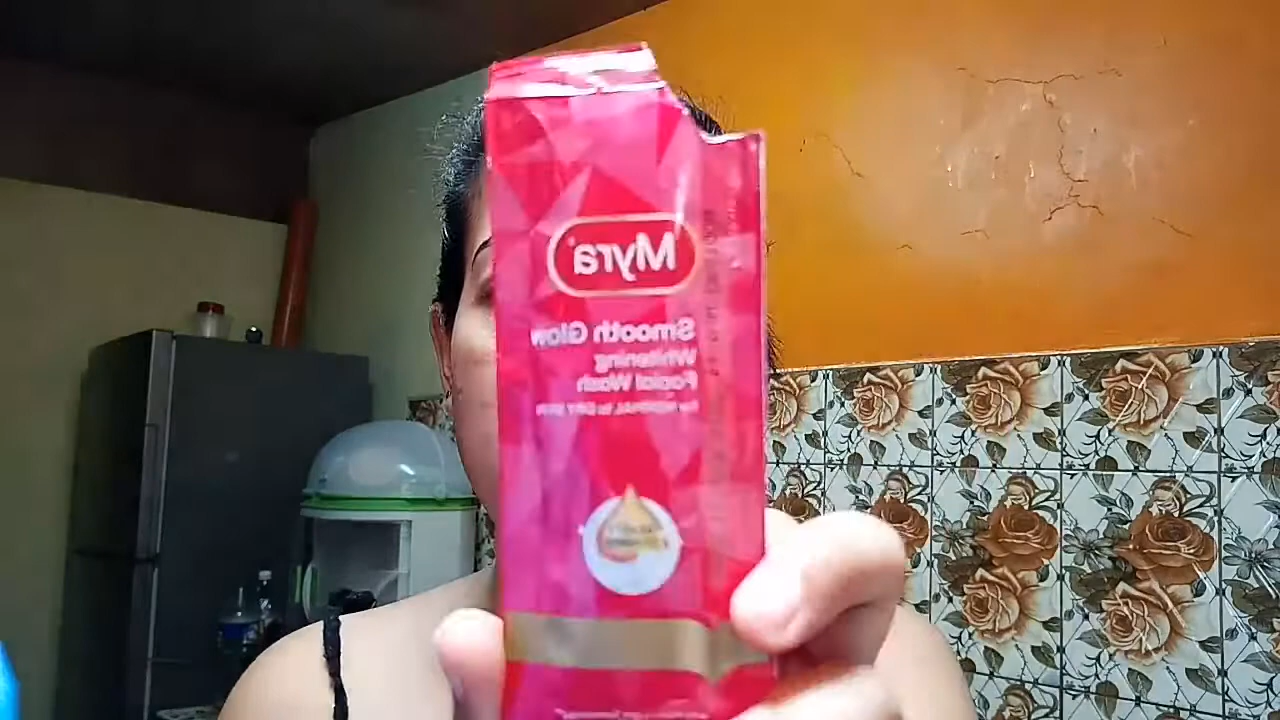 Myra
Smooth Glow
Whitening
Facial Wash
for NORMAL to DRY SKIN